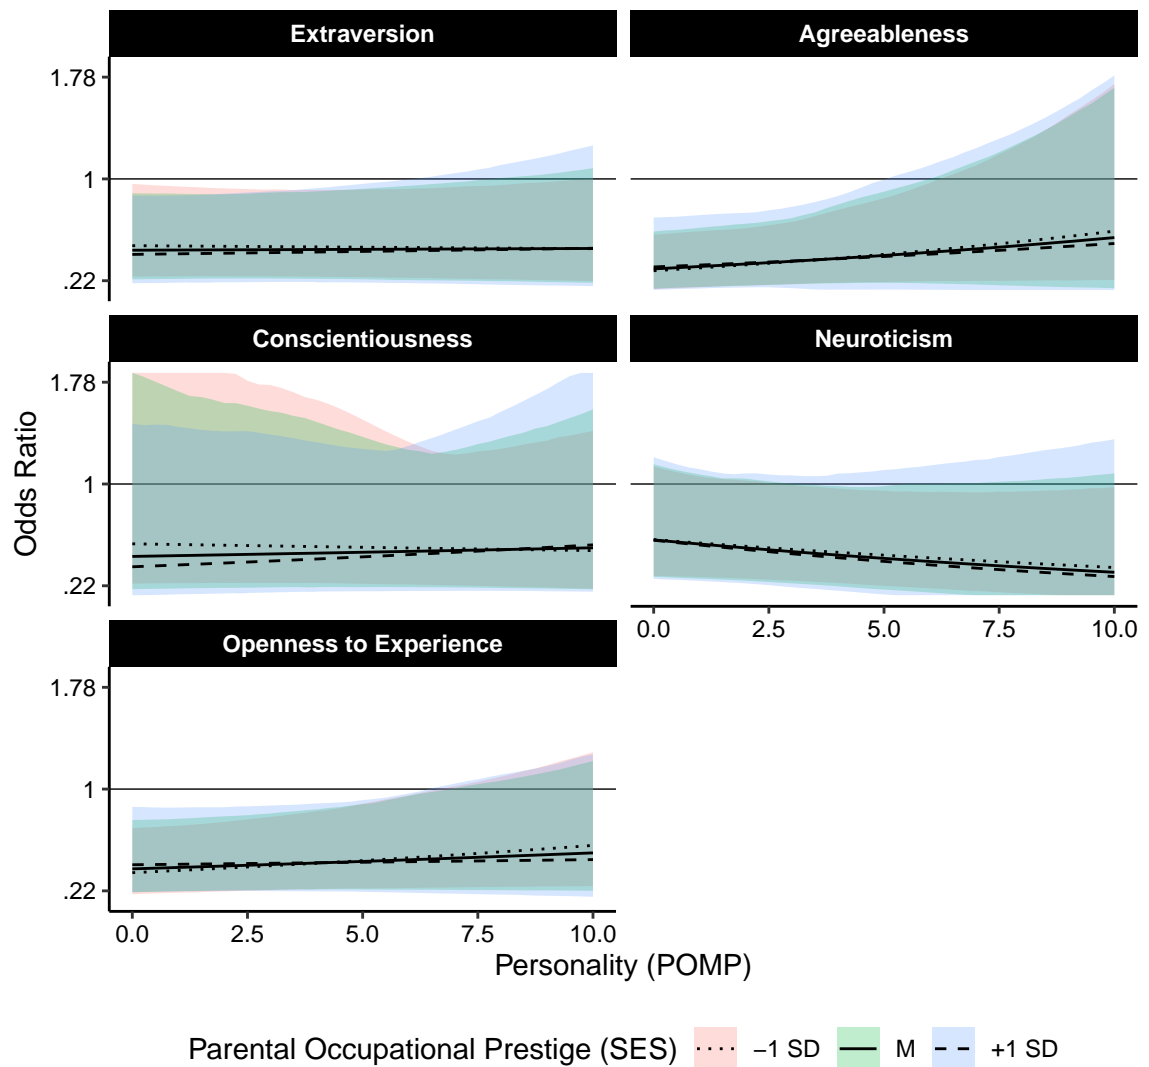 Extraversion
Agreeableness
1.78
1
.22
Conscientiousness
Neuroticism
1.78
1
.22
Odds Ratio
0.0 2.5 5.0 7.5 10.0
Openness to Experience
1.78
1
.22
0.0 2.5 5.0 7.5 10.0
Personality (POMP)
Parental Occupational Prestige (SES) −1 SD M +1 SD